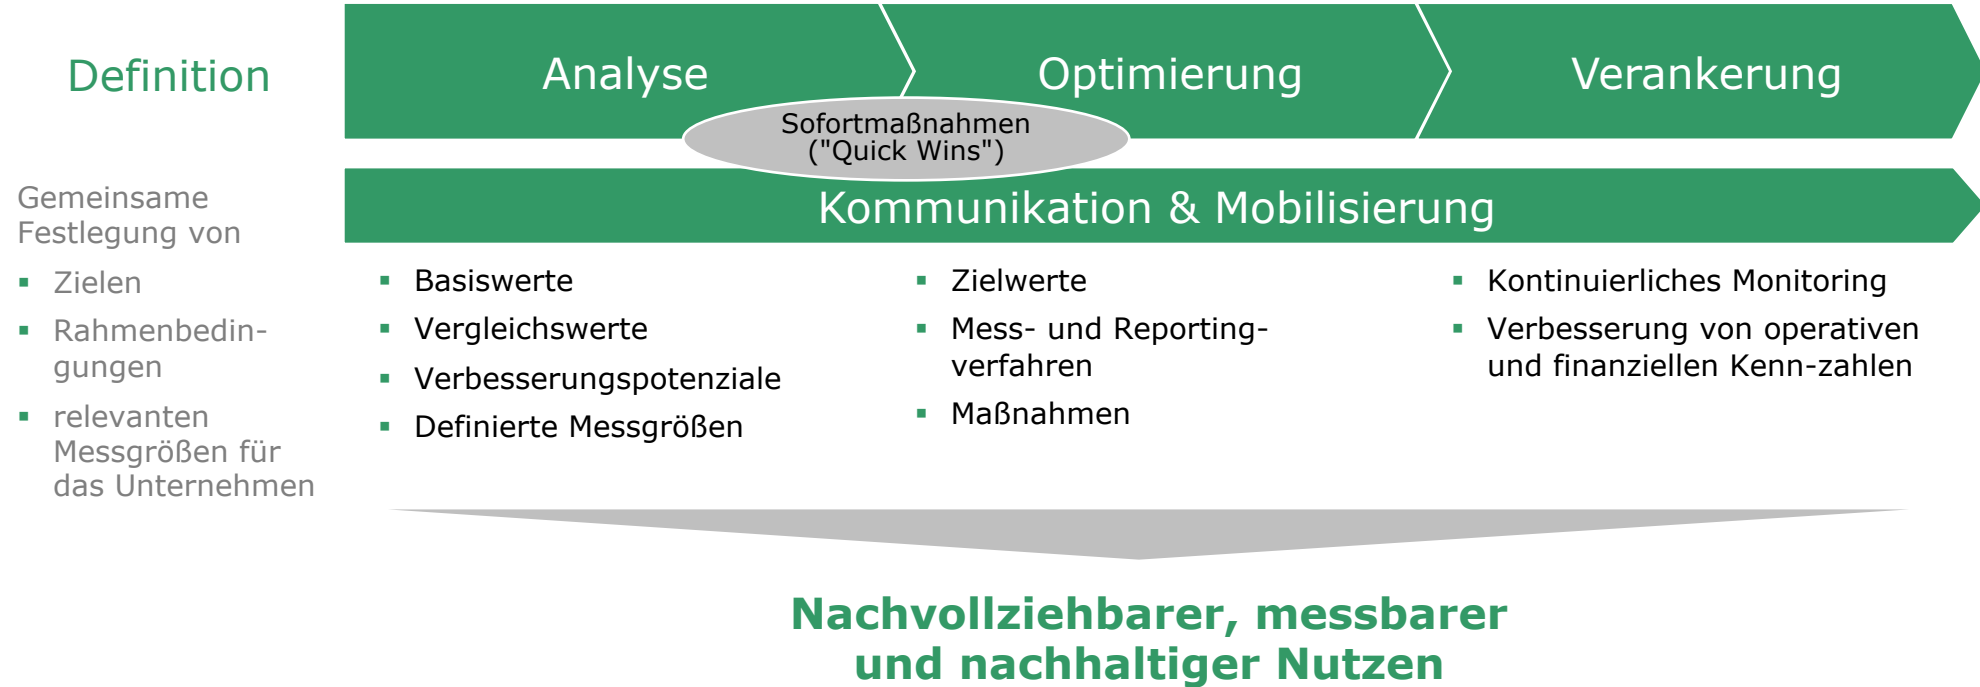 Definition
Analyse
Optimierung
Verankerung
Sofortmaßnahmen
("Quick Wins")
Kommunikation & Mobilisierung
Gemeinsame
Festlegung von
▪ Zielen
▪ Rahmenbedin-
gungen
▪ relevanten
Messgrößen für
das Unternehmen
▪ Basiswerte
▪ Vergleichswerte
▪ Verbesserungspotenziale
▪ Definierte Messgrößen
▪ Zielwerte
▪ Mess- und Reporting-
verfahren
▪ Maßnahmen
▪ Kontinuierliches Monitoring
▪ Verbesserung von operativen
und finanziellen Kenn-zahlen
Nachvollziehbarer, messbarer
und nachhaltiger Nutzen